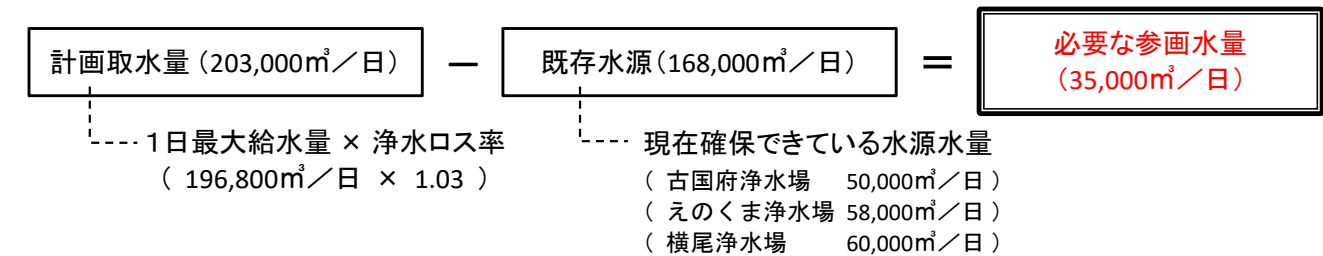 計画取水量（203,000㎥／日） － 既存水源（168,000㎥／日） ＝ 必要な参画水量
（35,000㎥／日）
１日最大給水量 × 浄水ロス率
（ 196,800㎥／日 × 1.03 ）
現在確保できている水源水量
（ 古国府浄水場 50,000㎥／日 ）
（ えのくま浄水場 58,000㎥／日 ）
（ 横尾浄水場 60,000㎥／日 ）